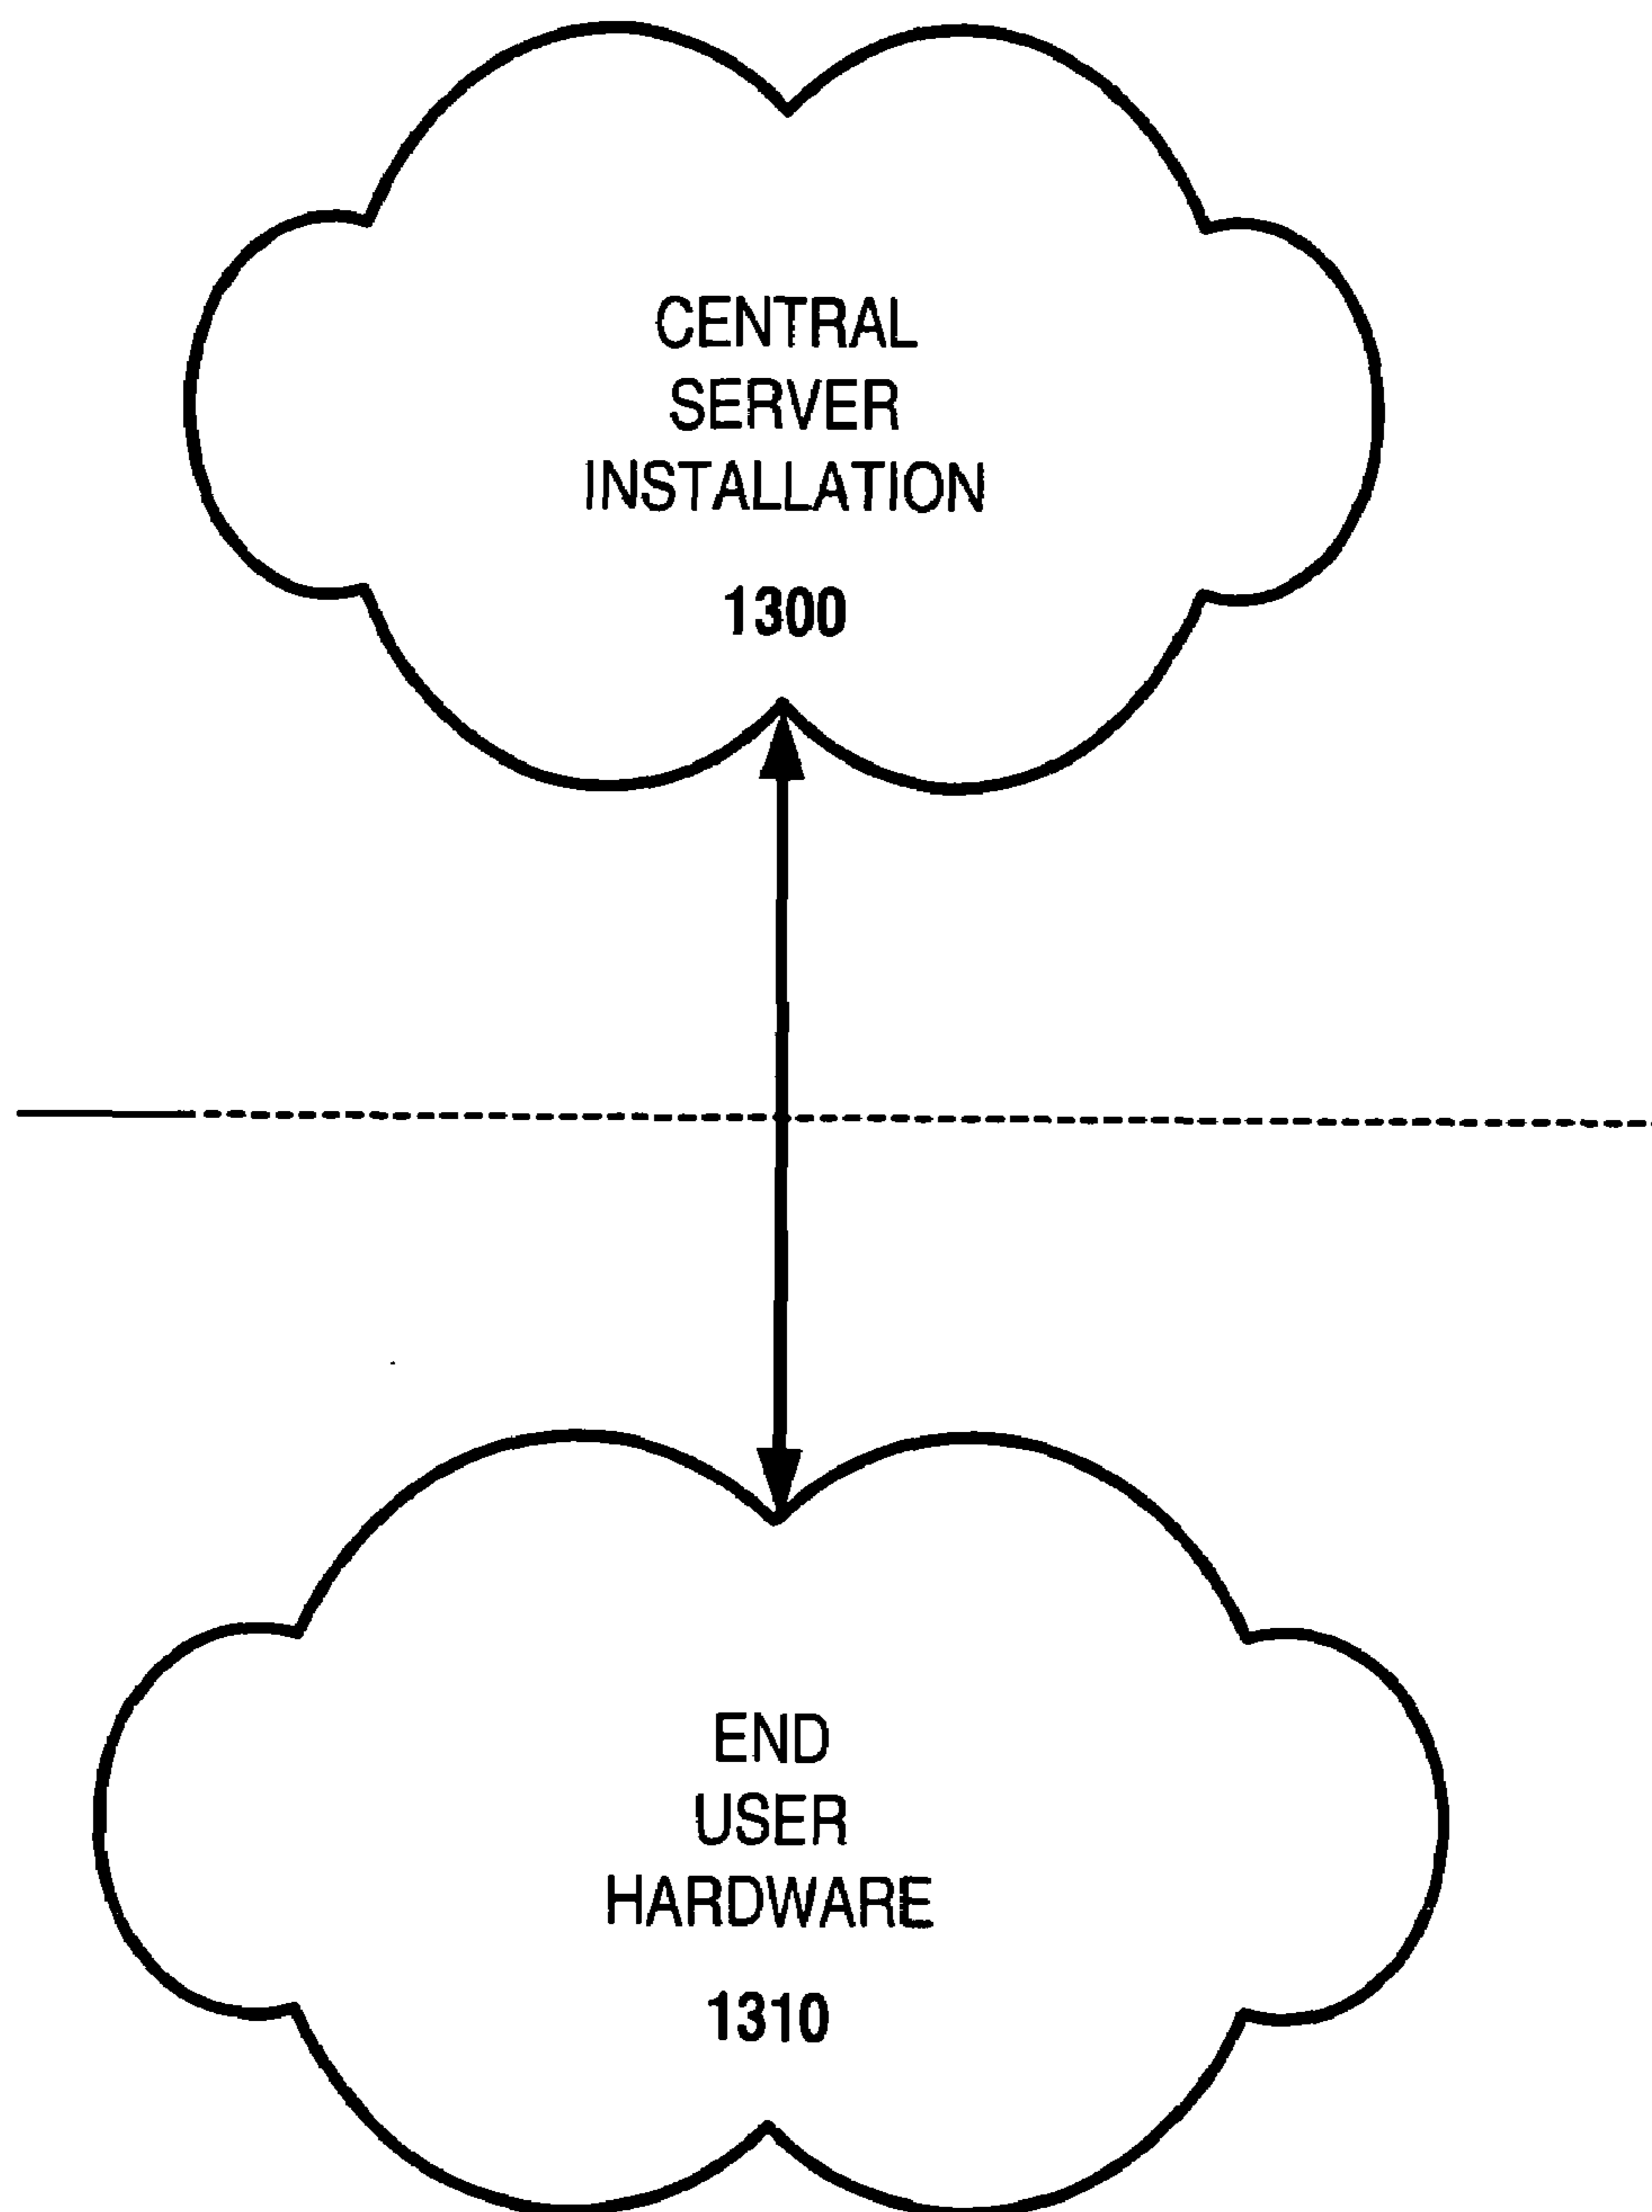 CENTRAL
SERVER
INSTALLATION
1300
END
USER
HARDWARE
1310